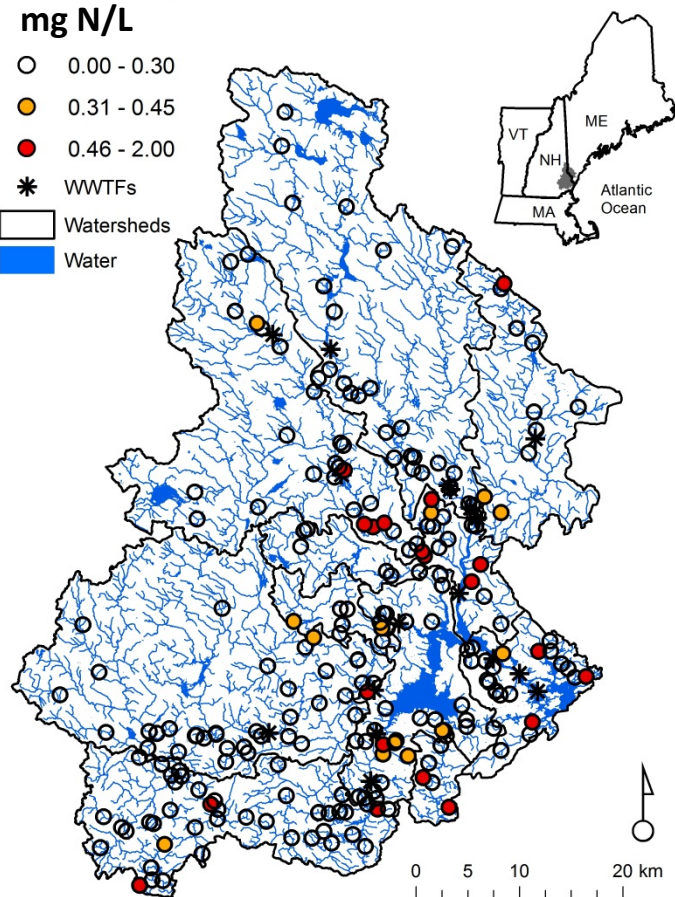 mg N/L
0.00 - 0.30
0.31 - 0.45
0.46 - 2.00
WWTFs
Watersheds
Water
VT
NH
ME
MA
Atlantic
Ocean
0 5 10 20 km